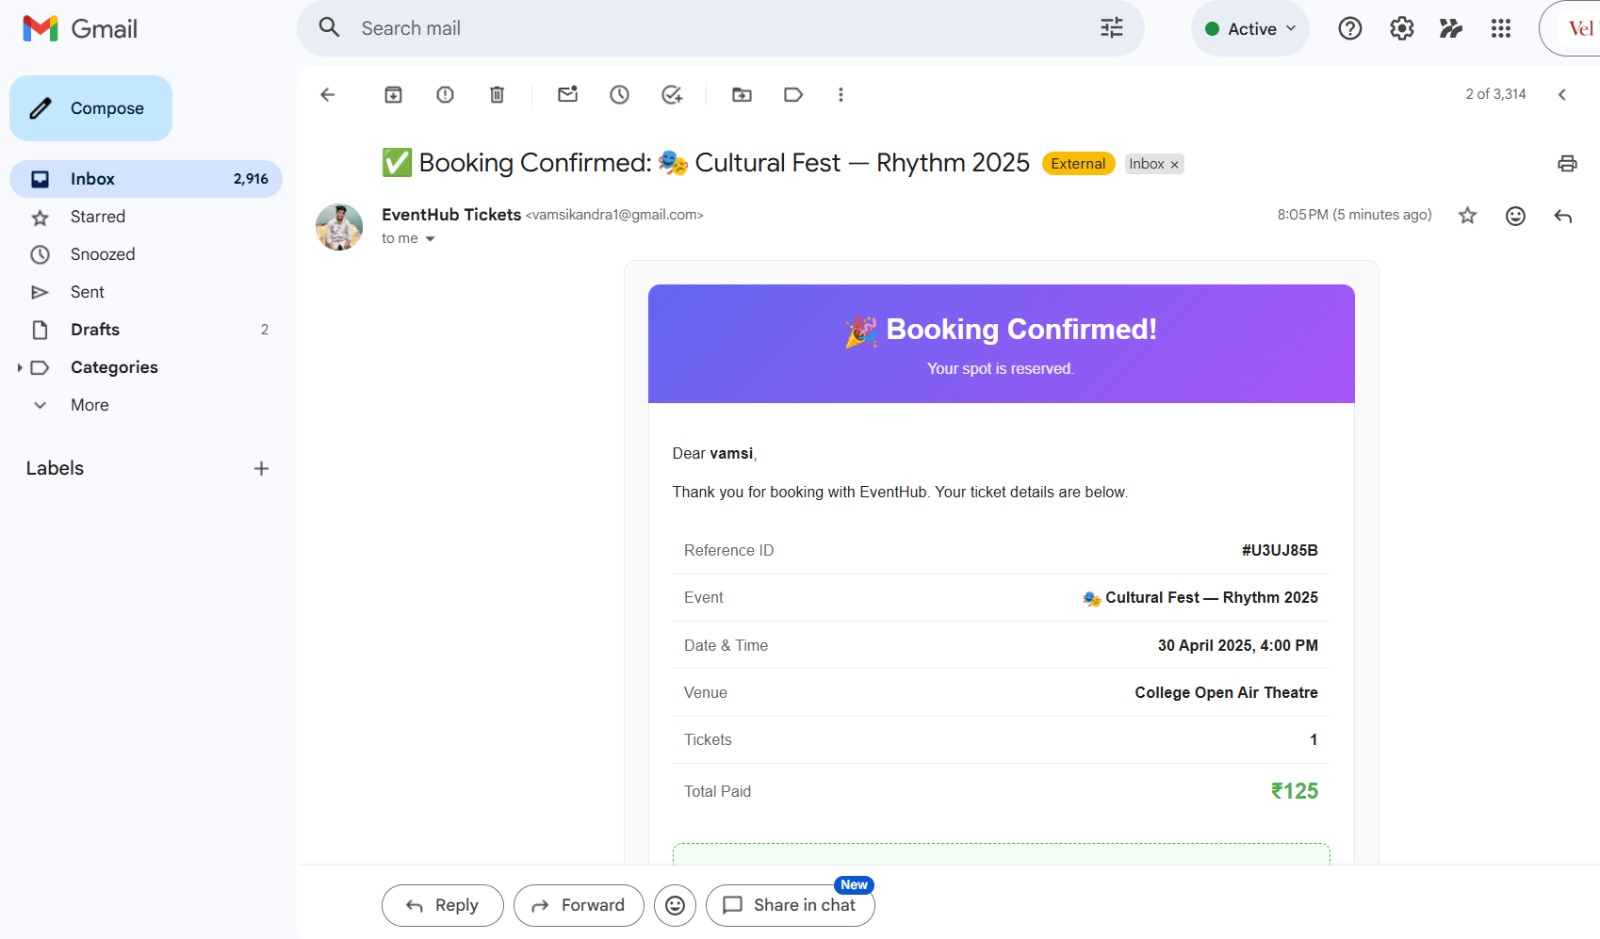 Gmail
Search mail
Active
Vel
Compose
Inbox 2,916
Starred
Snoozed
Sent
Drafts 2
Categories
More
Labels
2 of 3,314
✅ Booking Confirmed: 🎭 Cultural Fest — Rhythm 2025 External Inbox ×
EventHub Tickets <vamsikandra1@gmail.com> 8:05 PM (5 minutes ago)
to me
🎉 Booking Confirmed!
Your spot is reserved.
Dear vamsi,
Thank you for booking with EventHub. Your ticket details are below.
Reference ID #U3UJ85B
Event 🎭 Cultural Fest — Rhythm 2025
Date & Time 30 April 2025, 4:00 PM
Venue College Open Air Theatre
Tickets 1
Total Paid ₹125
New
Reply Forward Share in chat